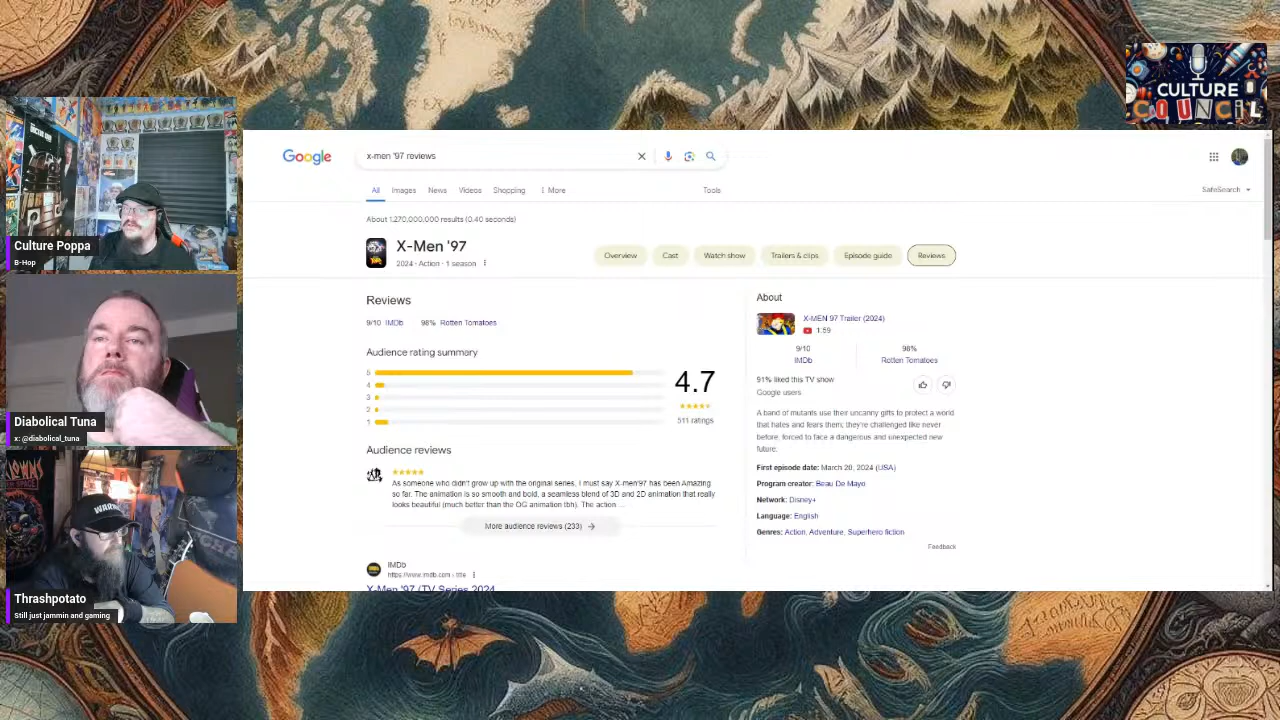 CULTURE
COUNCIL
Culture Poppa
B-Hop
Diabolical Tuna
x: @diabolical_tuna
Thrashpotato
Still just jammin and gaming
Google
x-men '97 reviews
All
Images
News
Videos
Shopping
More
Tools
SafeSearch
About 1,270,000,000 results (0.40 seconds)
X-Men '97
2024 · Action · 1 season
Overview
Cast
Watch show
Trailers & clips
Episode guide
Reviews
Reviews
9/10 IMDb 98% Rotten Tomatoes
Audience rating summary
5
4
3
2
1
4.7
511 ratings
Audience reviews
As someone who didn't grow up with the original series, I must say X-men'97 has been Amazing
so far. The animation is so smooth and bold, a seamless blend of 3D and 2D animation that really
looks beautiful (much better than the OG animation tbh). The action ...
More audience reviews (233)
IMDb
https://www.imdb.com › title
X-Men '97 (TV Series 2024
About
X-MEN 97 Trailer (2024)
1:59
9/10
IMDb
98%
Rotten Tomatoes
91% liked this TV show
Google users
A band of mutants use their uncanny gifts to protect a world
that hates and fears them; they're challenged like never
before, forced to face a dangerous and unexpected new
future.
First episode date: March 20, 2024 (USA)
Program creator: Beau De Mayo
Network: Disney+
Language: English
Genres: Action, Adventure, Superhero fiction
Feedback